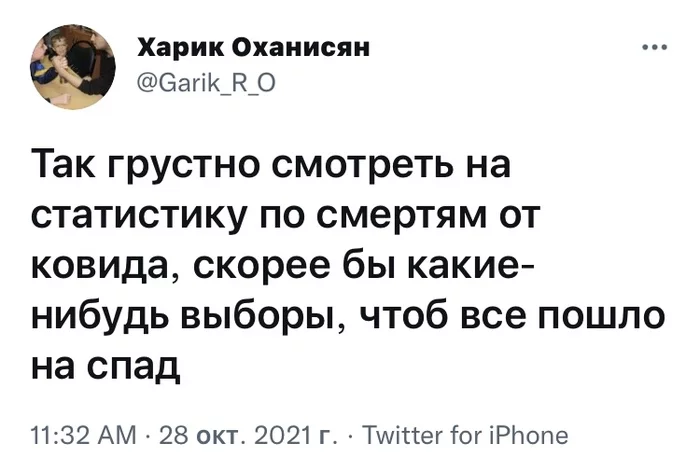 Харик Оханисян
@Garik_R_O
Так грустно смотреть на
статистику по смертям от
ковида, скорее бы какие-
нибудь выборы, чтоб все пошло
на спад
11:32 AM · 28 окт. 2021 г. · Twitter for iPhone